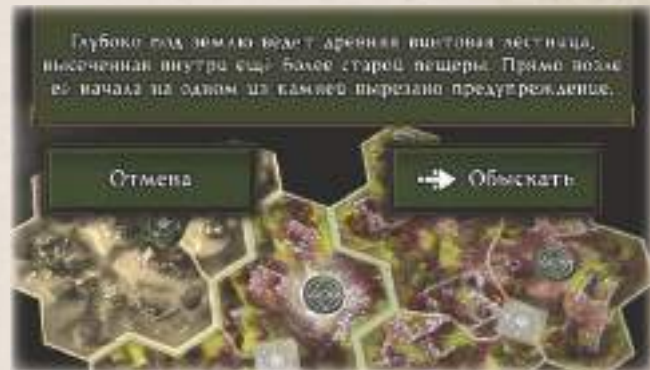 Глубоко под землю ведет древняя винтовая лестница,
высеченная внутри ещё более старой пещеры. Прямо возле
её начала на одном из камней вырезано предупреждение.
Отмена
Обыскать